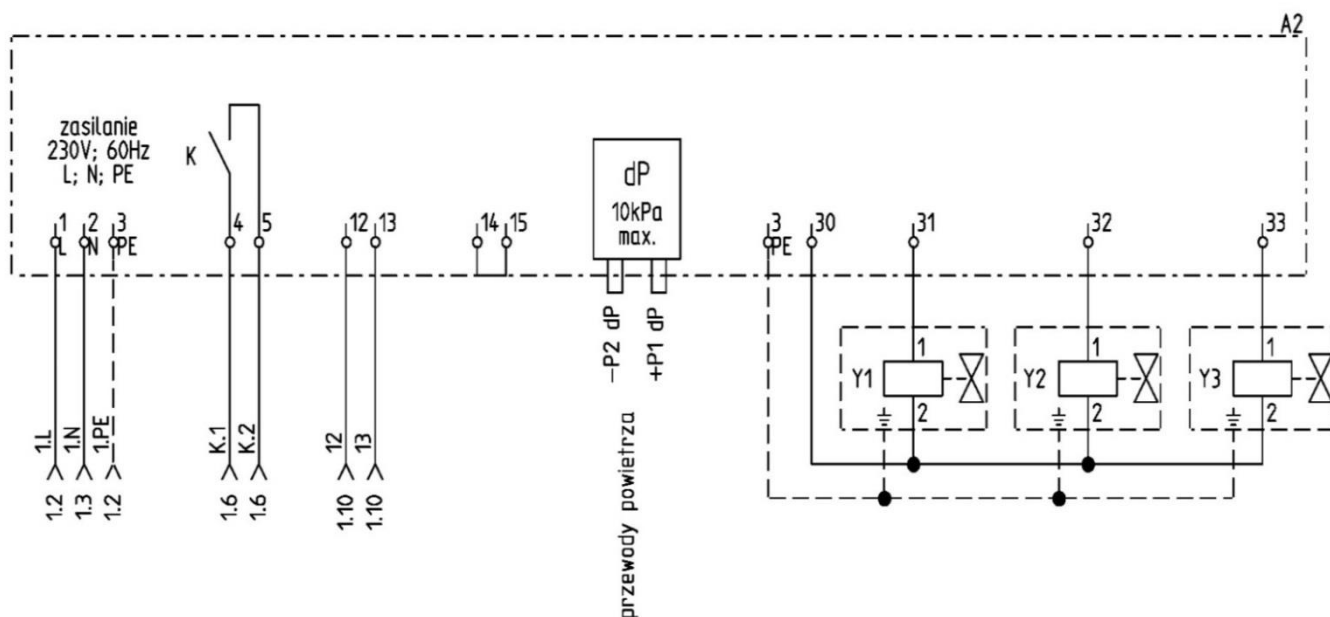 A2
zasilanie
230V; 60Hz
L; N; PE
K
dP
10kPa
max.
1 2 3 4 5 12 13 14 15 3 30 31 32 33
L N PE PE
-P2 dP
+P1 dP
przewody powietrza
Y1 1 2
Y2 1 2
Y3 1 2
1.L 1.N 1.PE K.1 K.2 12 13
1.2 1.3 1.2 1.6 1.6 1.10 1.10